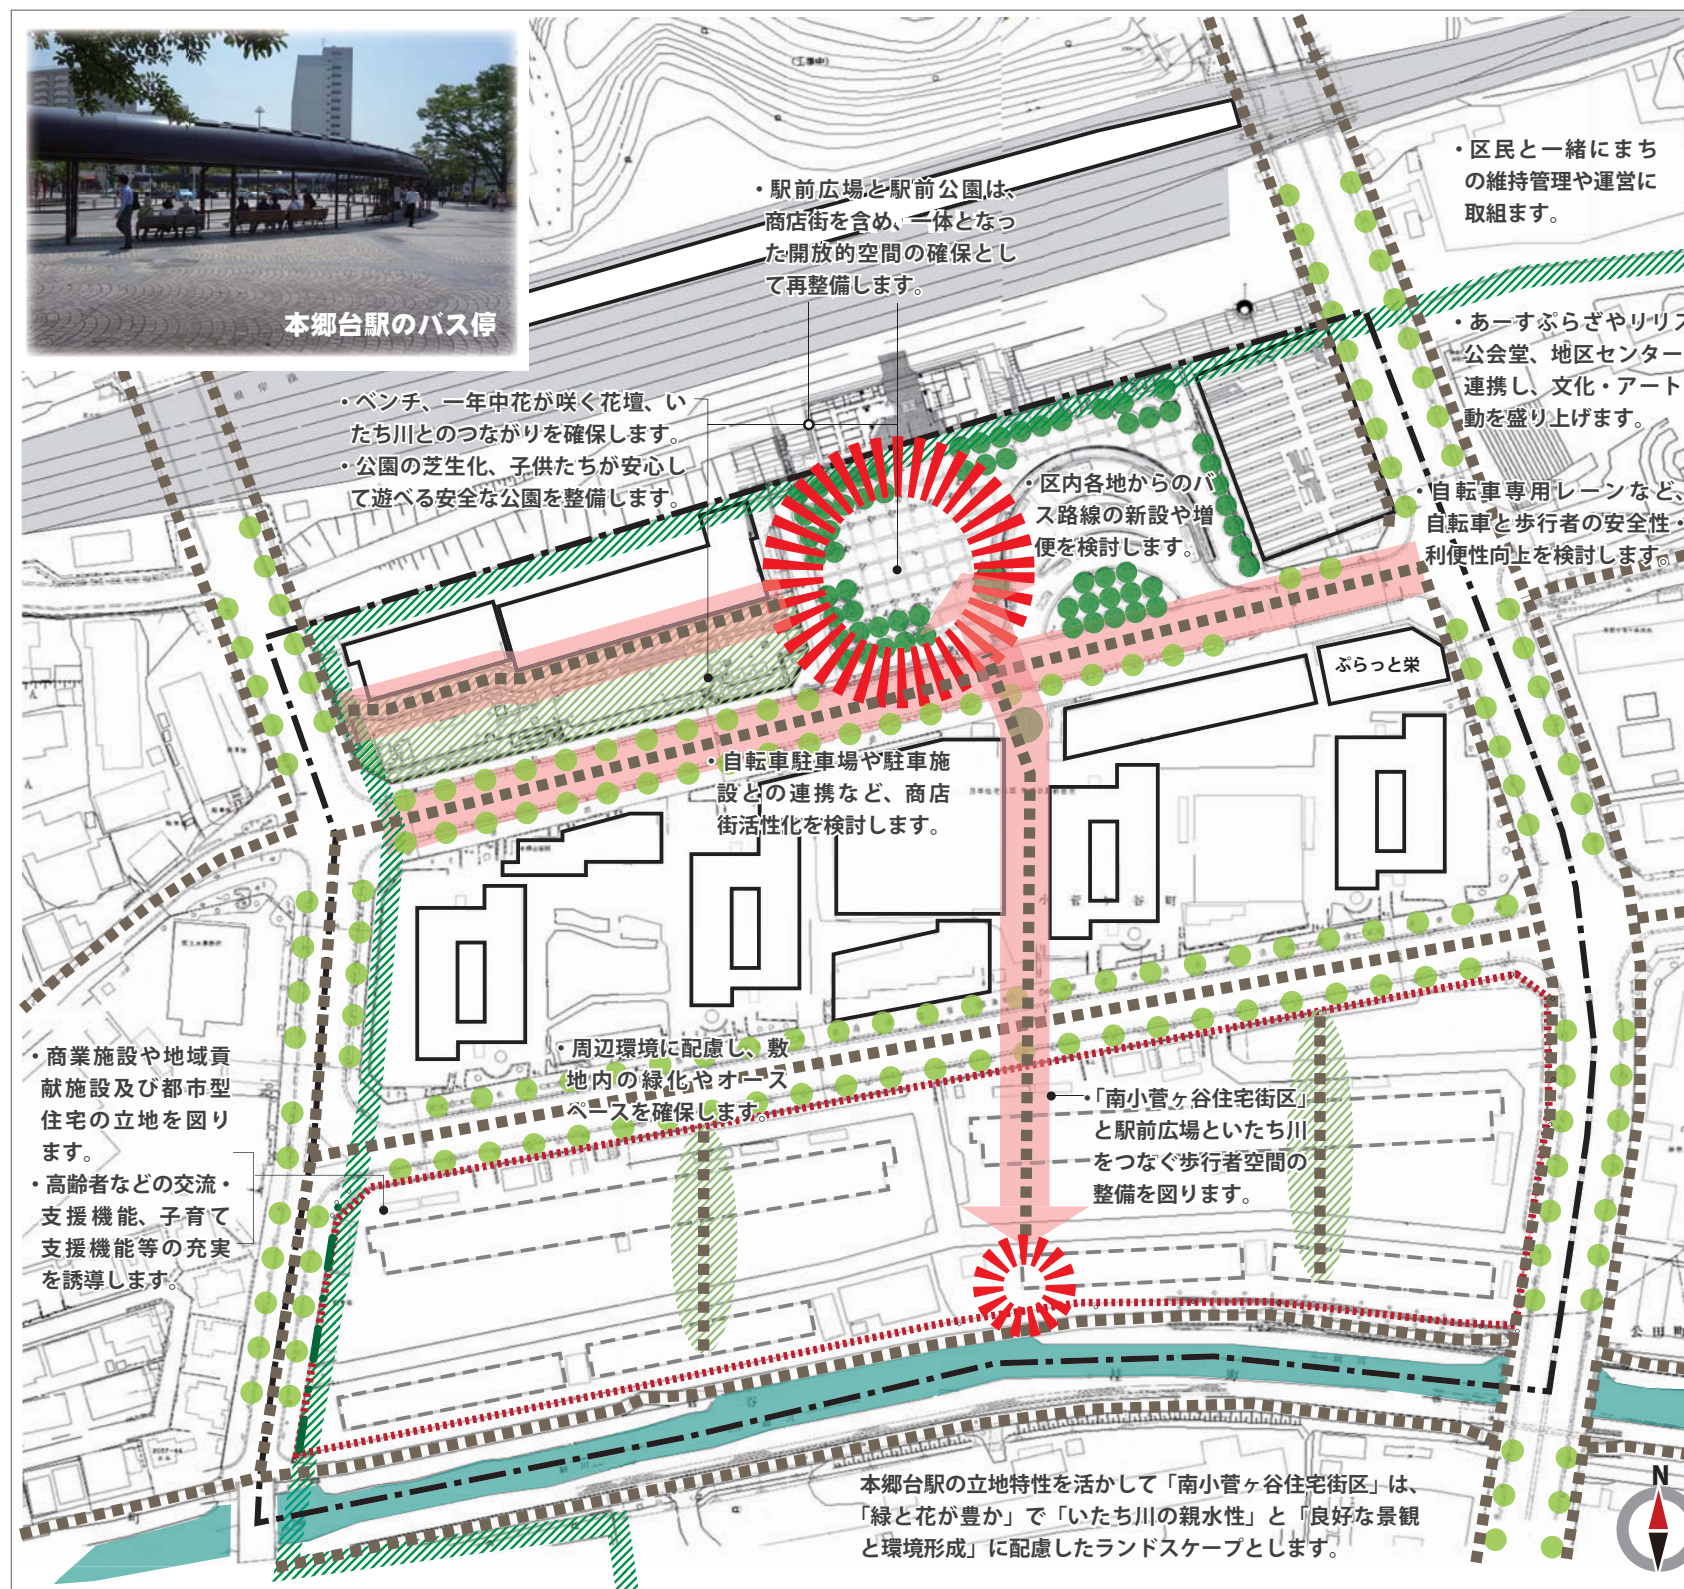 本郷台駅のバス停
(工事中)
・駅前広場と駅前公園は、
商店街を含め、一体となっ
た開放的空間の確保とし
て再整備します。
・区民と一緒にまち
の維持管理や運営に
取組ます。
・あーすぷらざやリリス
公会堂、地区センター
連携し、文化・アート
動を盛り上げます。
・ベンチ、一年中花が咲く花壇、い
たち川とのつながりを確保します。
・公園の芝生化、子供たちが安心し
て遊べる安全な公園を整備します。
・区内各地からのバ
ス路線の新設や増
便を検討します。
・自転車専用レーンなど、
自転車と歩行者の安全性・
利便性向上を検討します。
ぷらっと栄
・自転車駐車場や駐車施
設との連携など、商店
街活性化を検討します。
小菅ヶ谷町
・商業施設や地域貢
献施設及び都市型
住宅の立地を図り
ます。
・高齢者などの交流・
支援機能、子育て
支援機能等の充実
を誘導します。
・周辺環境に配慮し、敷
地内の緑化やオース
ペースを確保します。
・「南小菅ヶ谷住宅街区」
と駅前広場といたち川
をつなぐ歩行者空間の
整備を図ります。
公田町
本郷台駅の立地特性を活かして「南小菅ヶ谷住宅街区」は、
「緑と花が豊か」で「いたち川の親水性」と「良好な景観
と環境形成」に配慮したランドスケープとします。
N